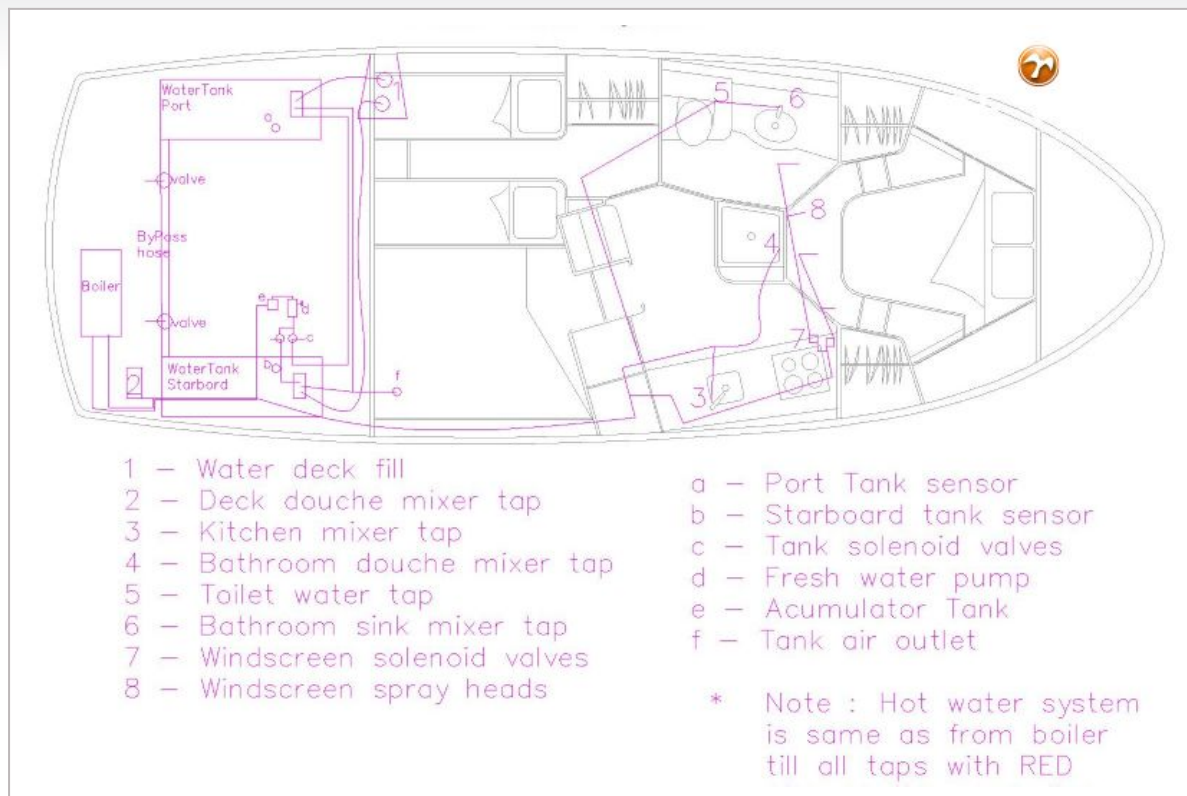 WaterTank
Port
a
1
5
6
valve
8
ByPass
hose
4
Boiler
e
d
valve
c
7
WaterTank
Starbord
b
2
f
3
1 – Water deck fill
2 – Deck douche mixer tap
3 – Kitchen mixer tap
4 – Bathroom douche mixer tap
5 – Toilet water tap
6 – Bathroom sink mixer tap
7 – Windscreen solenoid valves
8 – Windscreen spray heads
a – Port Tank sensor
b – Starboard tank sensor
c – Tank solenoid valves
d – Fresh water pump
e – Acumulator Tank
f – Tank air outlet
* Note : Hot water system
is same as from boiler
till all taps with RED